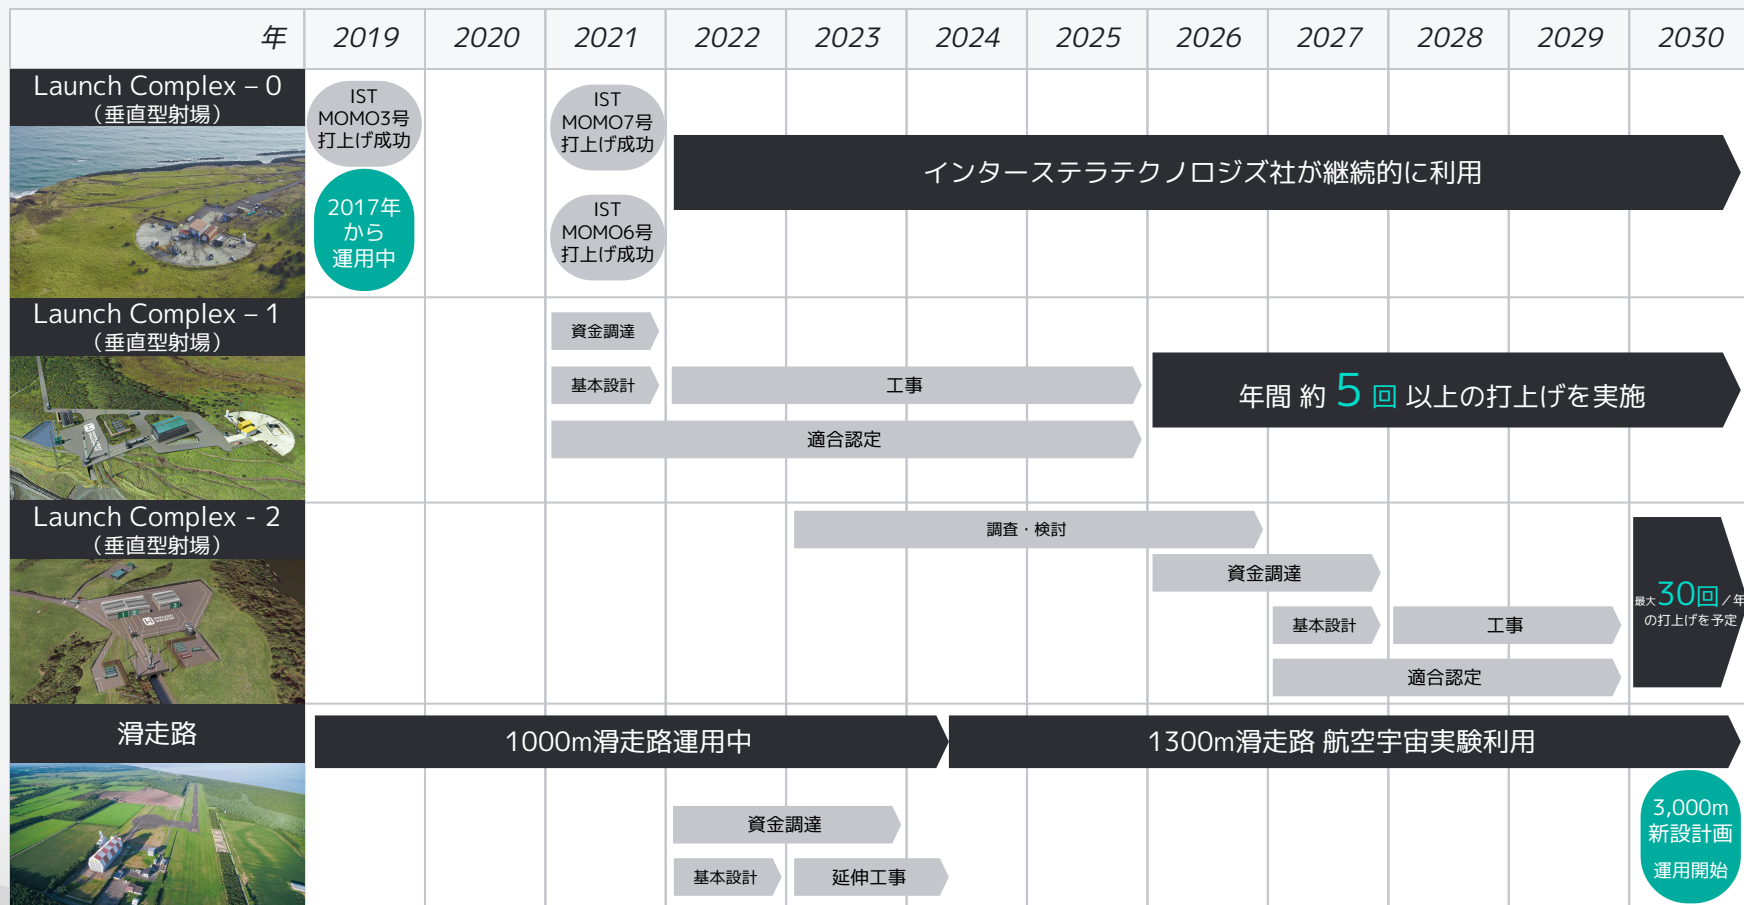 年 2019 2020 2021 2022 2023 2024 2025 2026 2027 2028 2029 2030
Launch Complex – 0
（垂直型射場）
IST
MOMO3号
打上げ成功
2017年
から
運用中
IST
MOMO7号
打上げ成功
IST
MOMO6号
打上げ成功
インターステラテクノロジズ社が継続的に利用
Launch Complex – 1
（垂直型射場）
資金調達
基本設計
工事
適合認定
年間 約 5 回 以上の打上げを実施
Launch Complex - 2
（垂直型射場）
調査・検討
資金調達
基本設計
工事
適合認定
最大30回／年
の打上げを予定
滑走路
1000m滑走路運用中
1300m滑走路 航空宇宙実験利用
資金調達
基本設計
延伸工事
3,000m
新設計画
運用開始